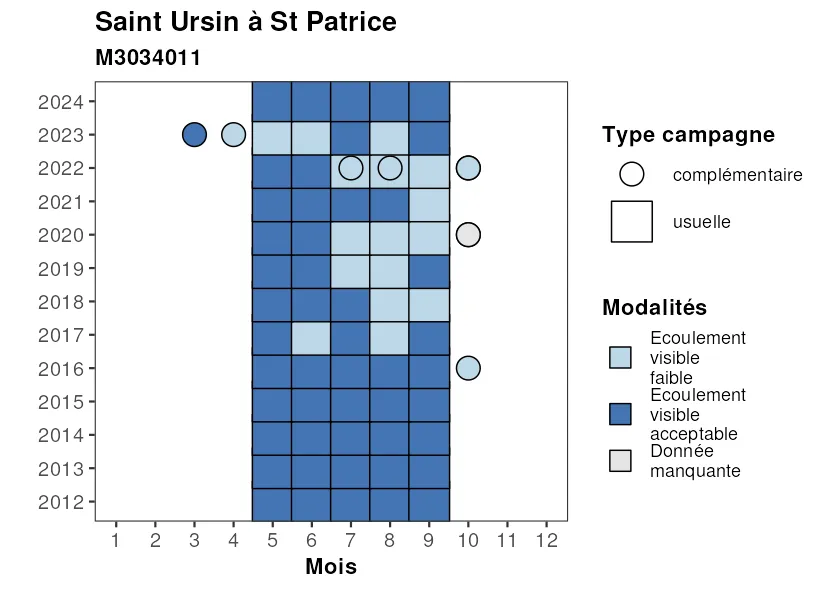 Saint Ursin à St Patrice
M3034011
2024
2023
2022
2021
2020
2019
2018
2017
2016
2015
2014
2013
2012
1 2 3 4 5 6 7 8 9 10 11 12
Mois
Type campagne
complémentaire
usuelle
Modalités
Ecoulement
visible
faible
Ecoulement
visible
acceptable
Donnée
manquante